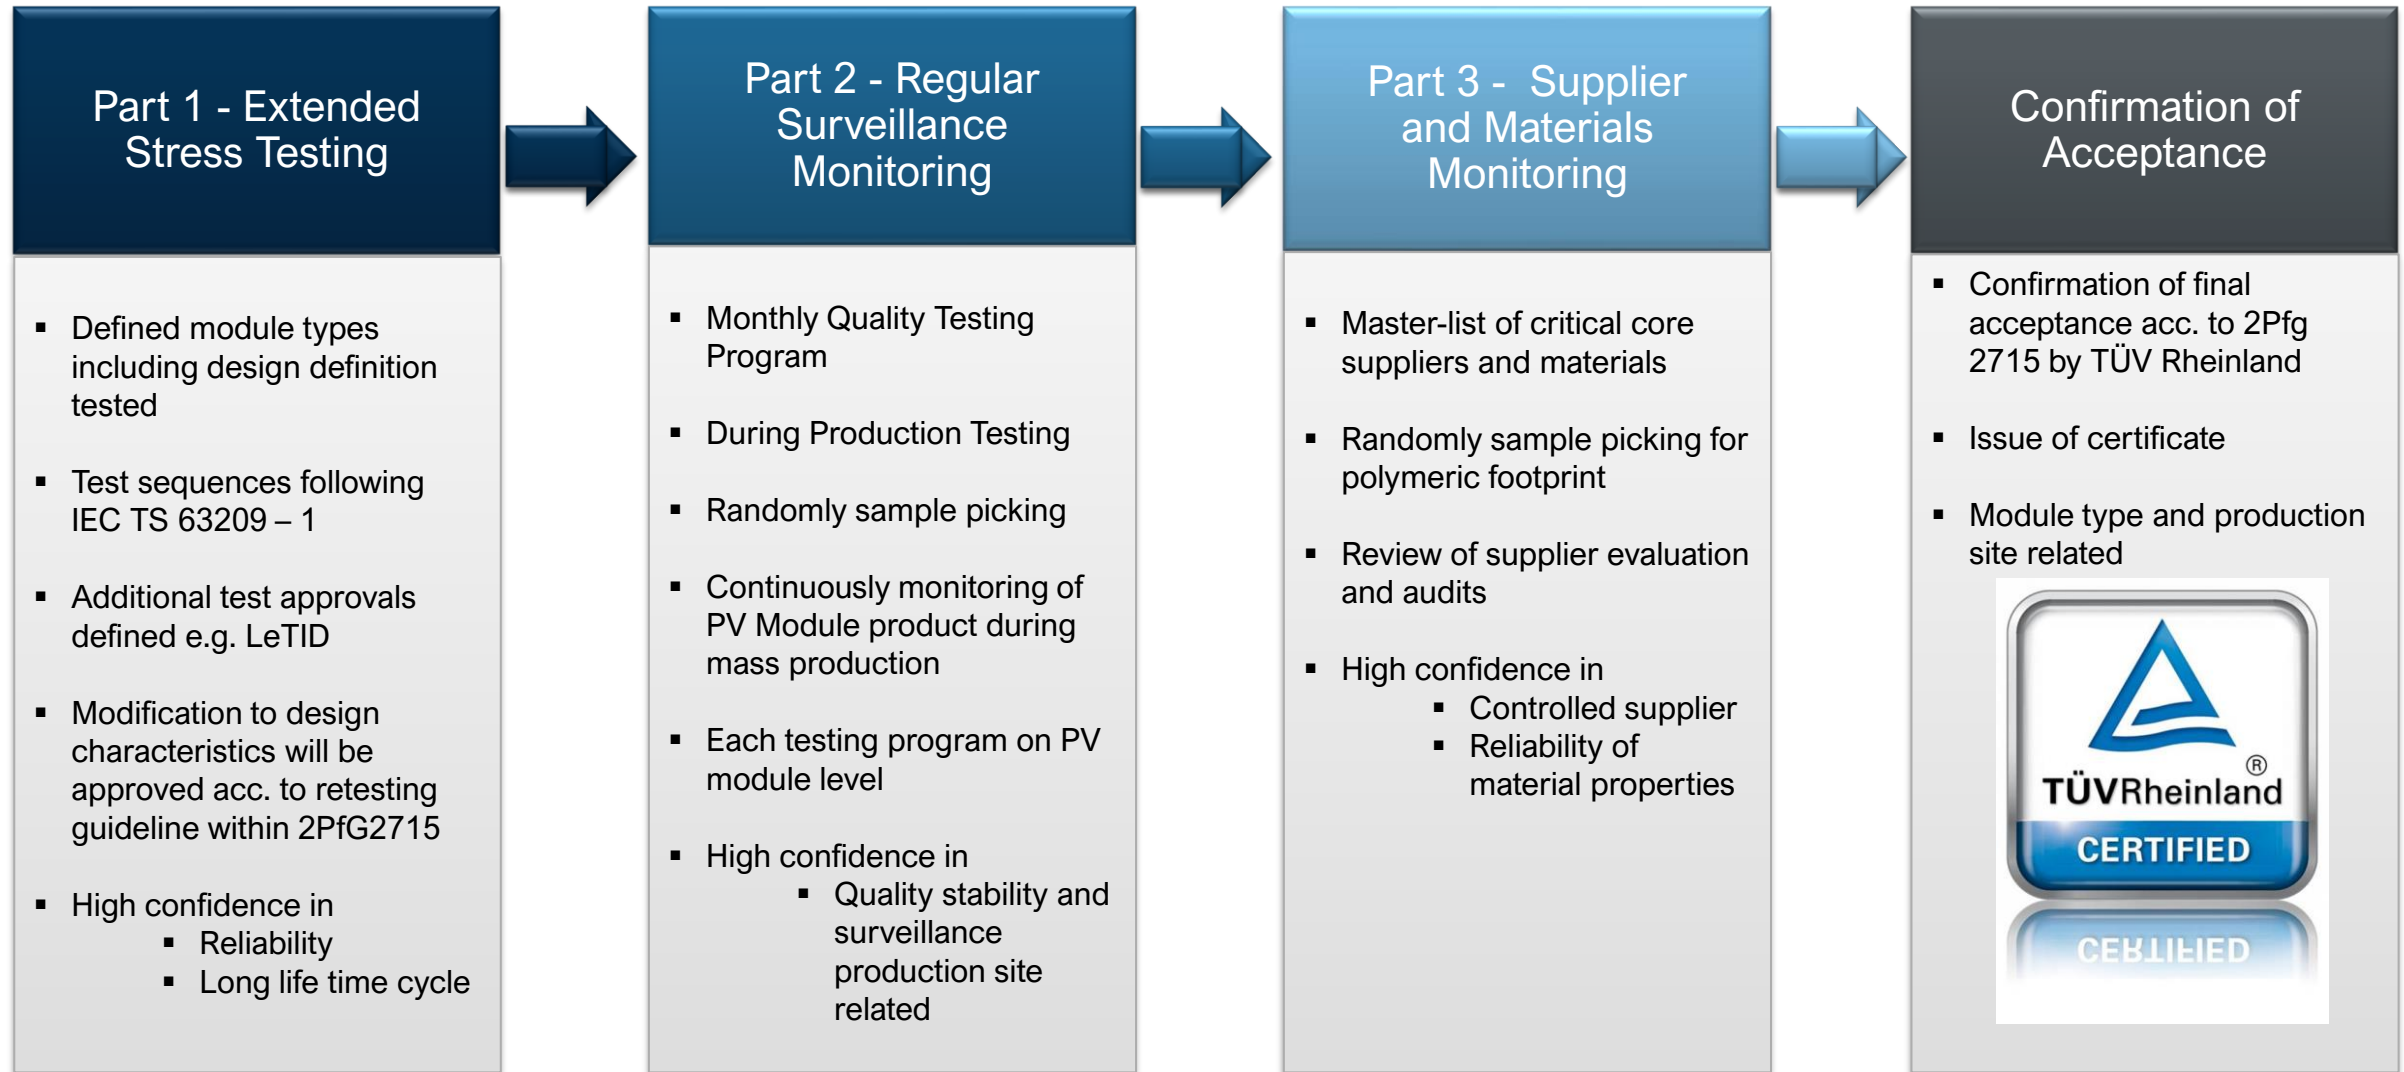 Part 1 - Extended
Stress Testing
▪ Defined module types
including design definition
tested
▪ Test sequences following
IEC TS 63209 – 1
▪ Additional test approvals
defined e.g. LeTID
▪ Modification to design
characteristics will be
approved acc. to retesting
guideline within 2PfG2715
▪ High confidence in
▪ Reliability
▪ Long life time cycle
Part 2 - Regular
Surveillance
Monitoring
▪ Monthly Quality Testing
Program
▪ During Production Testing
▪ Randomly sample picking
▪ Continuously monitoring of
PV Module product during
mass production
▪ Each testing program on PV
module level
▪ High confidence in
▪ Quality stability and
surveillance
production site
related
Part 3 - Supplier
and Materials
Monitoring
▪ Master-list of critical core
suppliers and materials
▪ Randomly sample picking for
polymeric footprint
▪ Review of supplier evaluation
and audits
▪ High confidence in
▪ Controlled supplier
▪ Reliability of
material properties
Confirmation of
Acceptance
▪ Confirmation of final
acceptance acc. to 2Pfg
2715 by TÜV Rheinland
▪ Issue of certificate
▪ Module type and production
site related
®
TÜVRheinland
CERTIFIED